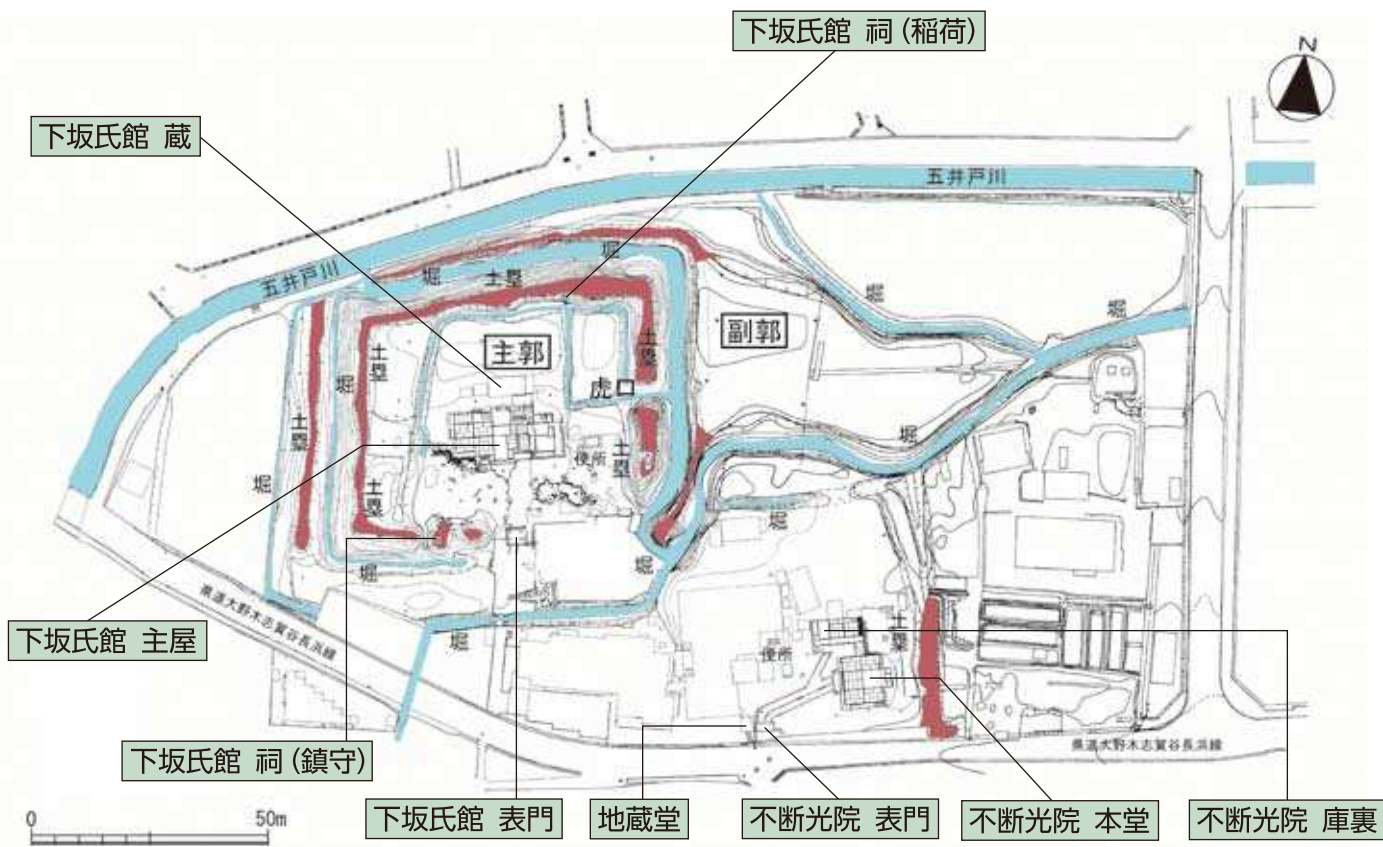 下坂氏館 祠(稲荷)
N
下坂氏館 蔵
五井戸川
五井戸川
堀
堀
土塁
堀
堀
主郭
副郭
土塁
土塁
堀
虎口
土塁
堀
便所
土塁
堀
土塁
堀
堀
堀
県道大野木志賀谷長浜線
堀
下坂氏館 主屋
土塁
便所
県道大野木志賀谷長浜線
下坂氏館 祠(鎮守)
下坂氏館 表門
地蔵堂
不断光院 表門
不断光院 本堂
不断光院 庫裏
0 50m